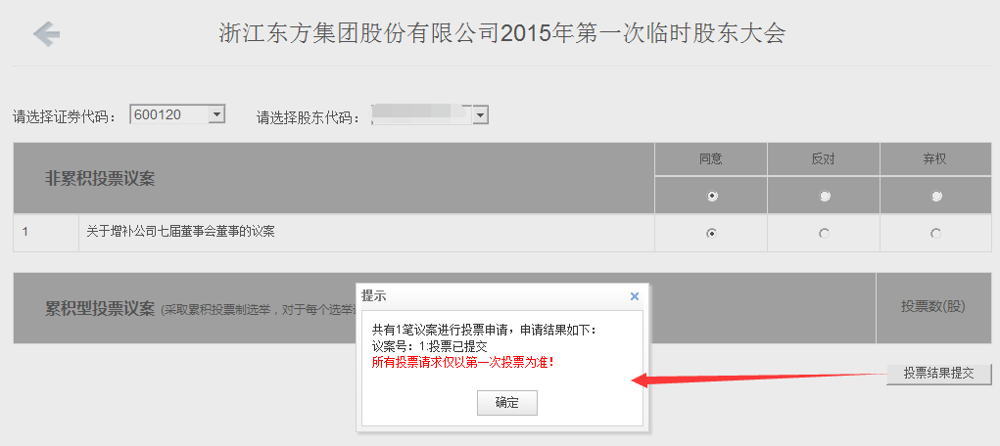 浙江东方集团股份有限公司2015年第一次临时股东大会
请选择证券代码： 600120 请选择股东代码：
非累积投票议案 同意 反对 弃权
1 关于增补公司七届董事会董事的议案
累积型投票议案 (采取累积投票制选举，对于每个选举 投票数(股)
提示
共有1笔议案进行投票申请，申请结果如下：
议案号：1:投票已提交
所有投票请求仅以第一次投票为准！
确定
投票结果提交